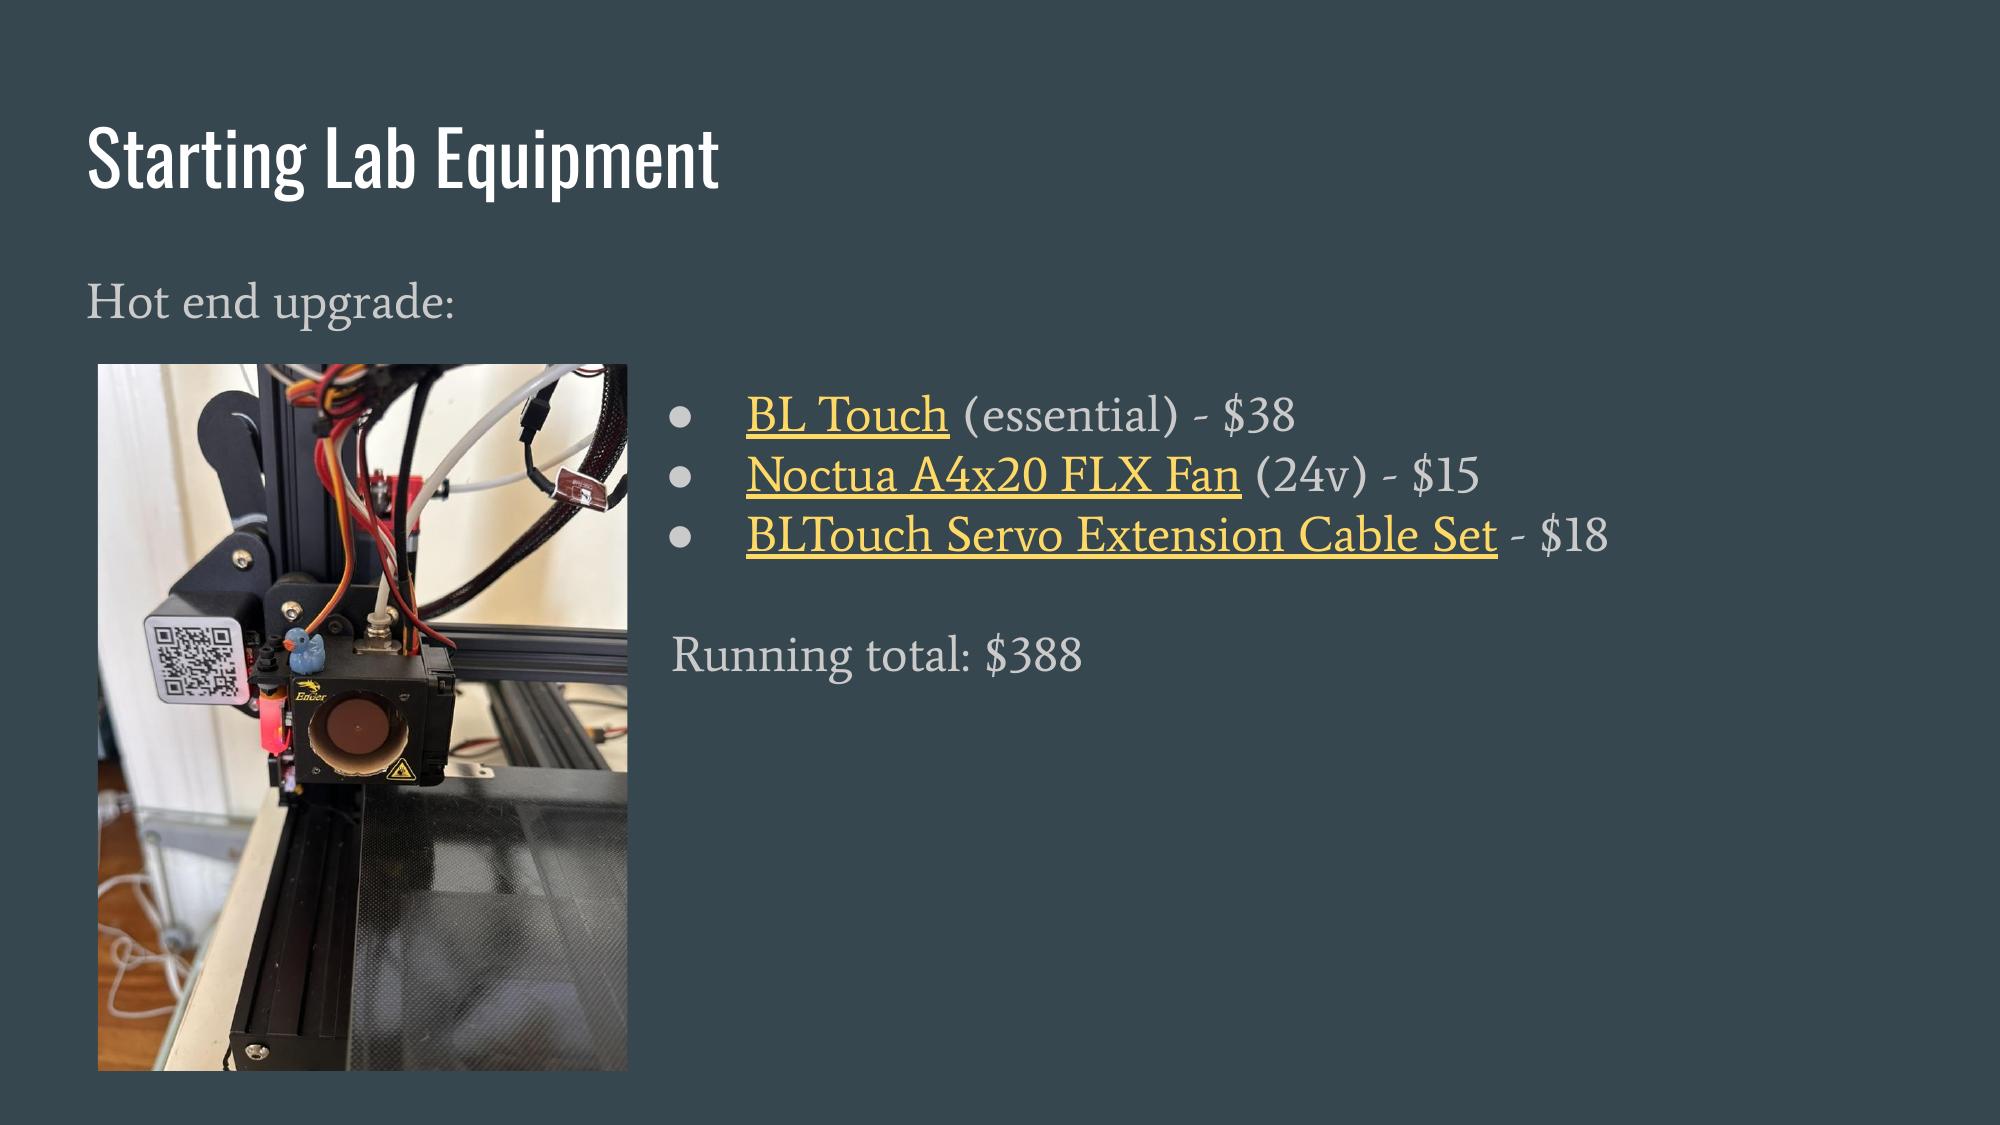 Starting Lab Equipment
Hot end upgrade:
● BL Touch (essential) - $38
● Noctua A4x20 FLX Fan (24v) - $15
● BLTouch Servo Extension Cable Set - $18
Running total: $388
Ender